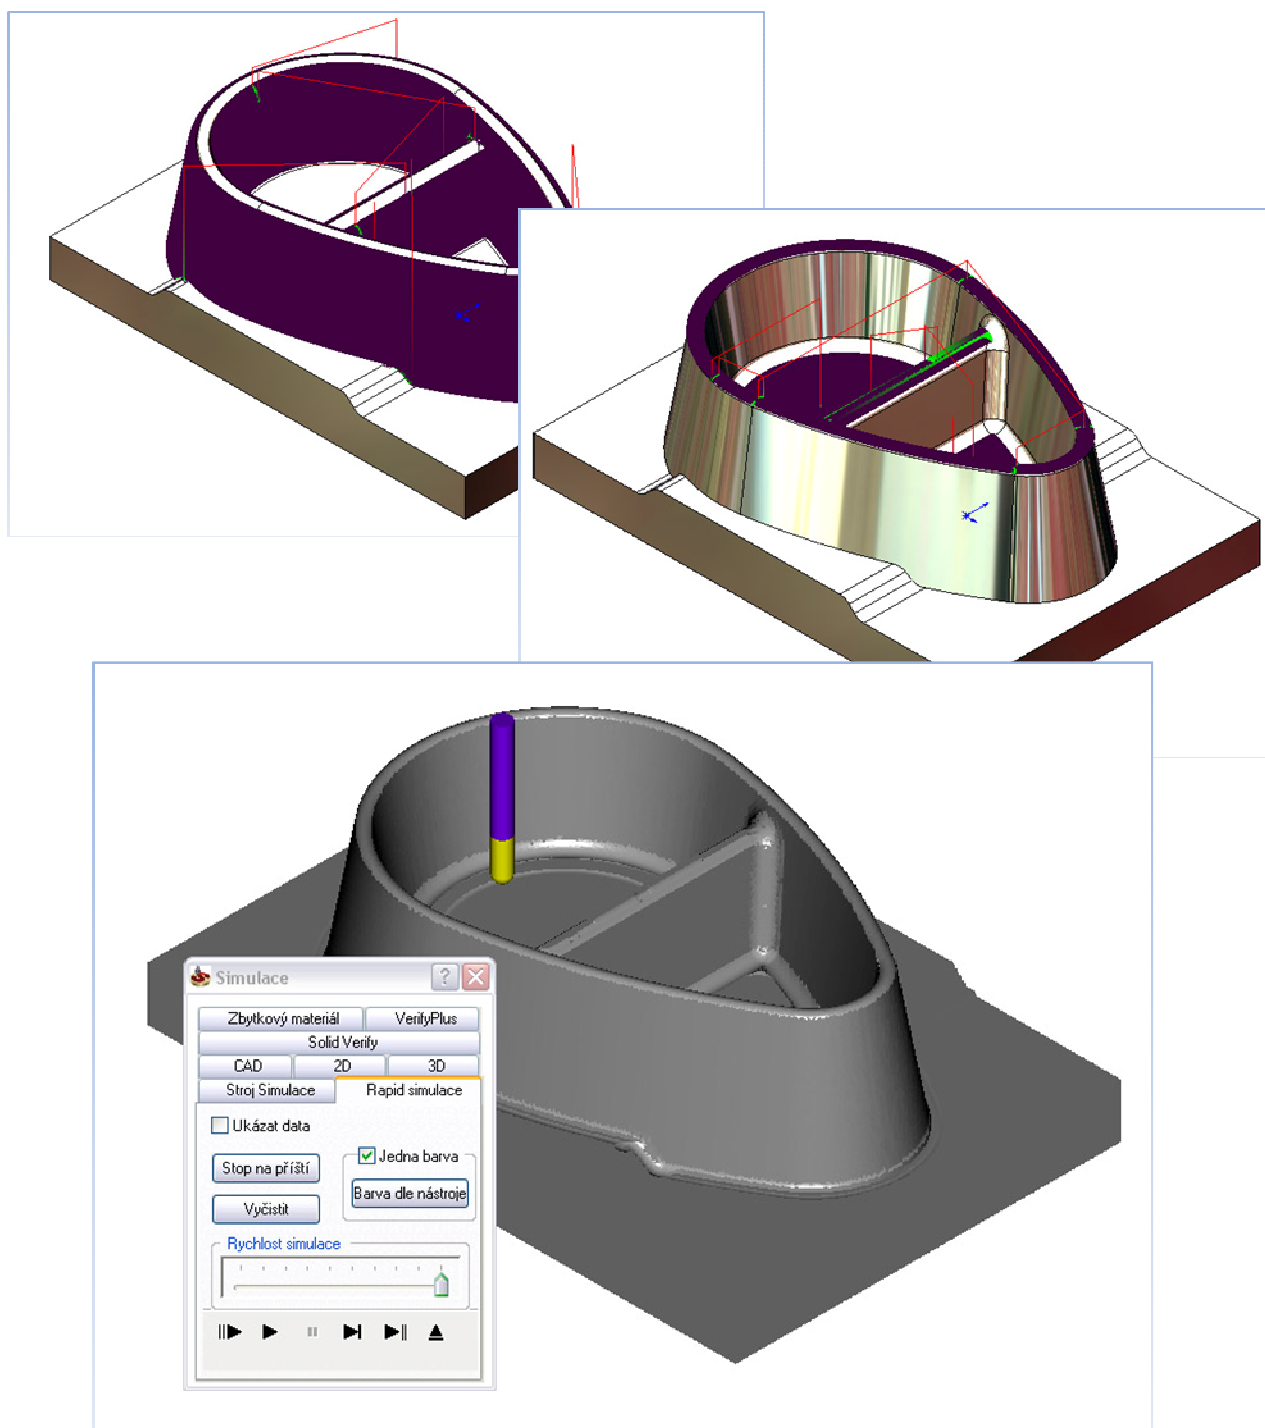 Simulace
Zbytkový materiál VerifyPlus
Solid Verify
CAD 2D 3D
Stroj Simulace Rapid simulace
Ukázat data
Jedna barva
Stop na příští
Barva dle nástroje
Vyčistit
Rychlost simulace